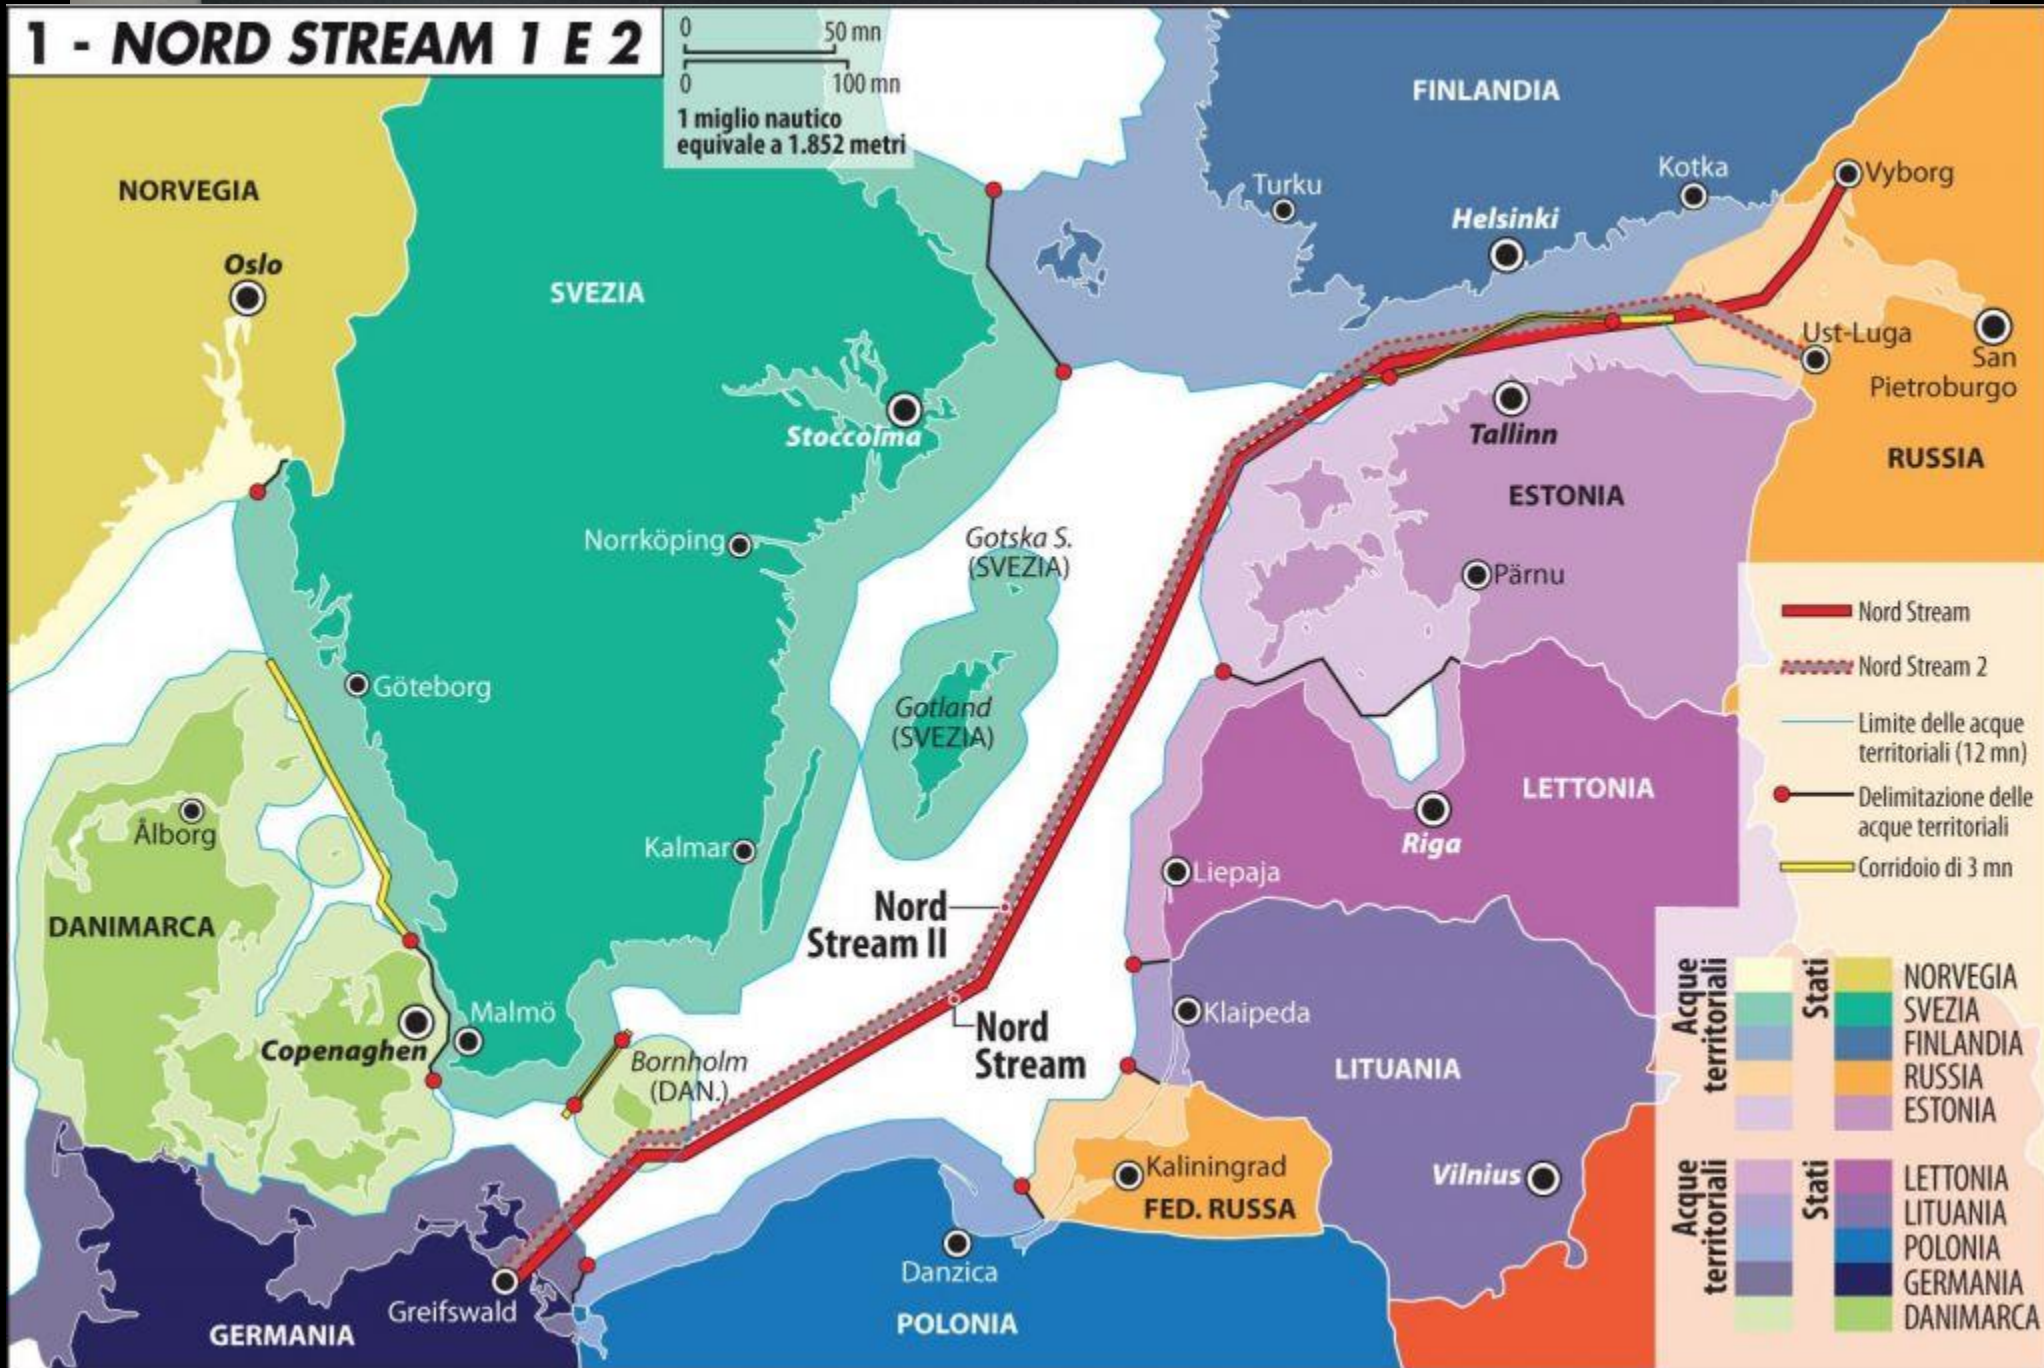 1 - NORD STREAM 1 E 2
0 50 mn
0 100 mn
1 miglio nautico
equivale a 1.852 metri
NORVEGIA
Oslo
SVEZIA
Stoccolma
Norrköping
Göteborg
Kalmar
Malmö
Gotska S.
(SVEZIA)
Gotland
(SVEZIA)
FINLANDIA
Turku
Helsinki
Kotka
Vyborg
Ust-Luga
San
Pietroburgo
RUSSIA
Tallinn
ESTONIA
Pärnu
LETTONIA
Riga
Liepaja
Klaipeda
LITUANIA
Vilnius
Kaliningrad
FED. RUSSA
Danzica
POLONIA
Greifswald
GERMANIA
DANIMARCA
Ålborg
Copenaghen
Bornholm
(DAN.)
Nord
Stream II
Nord
Stream
Nord Stream
Nord Stream 2
Limite delle acque
territoriali (12 mn)
Delimitazione delle
acque territoriali
Corridoio di 3 mn
Acque
territoriali
Stati
NORVEGIA
SVEZIA
FINLANDIA
RUSSIA
ESTONIA
Acque
territoriali
Stati
LETTONIA
LITUANIA
POLONIA
GERMANIA
DANIMARCA